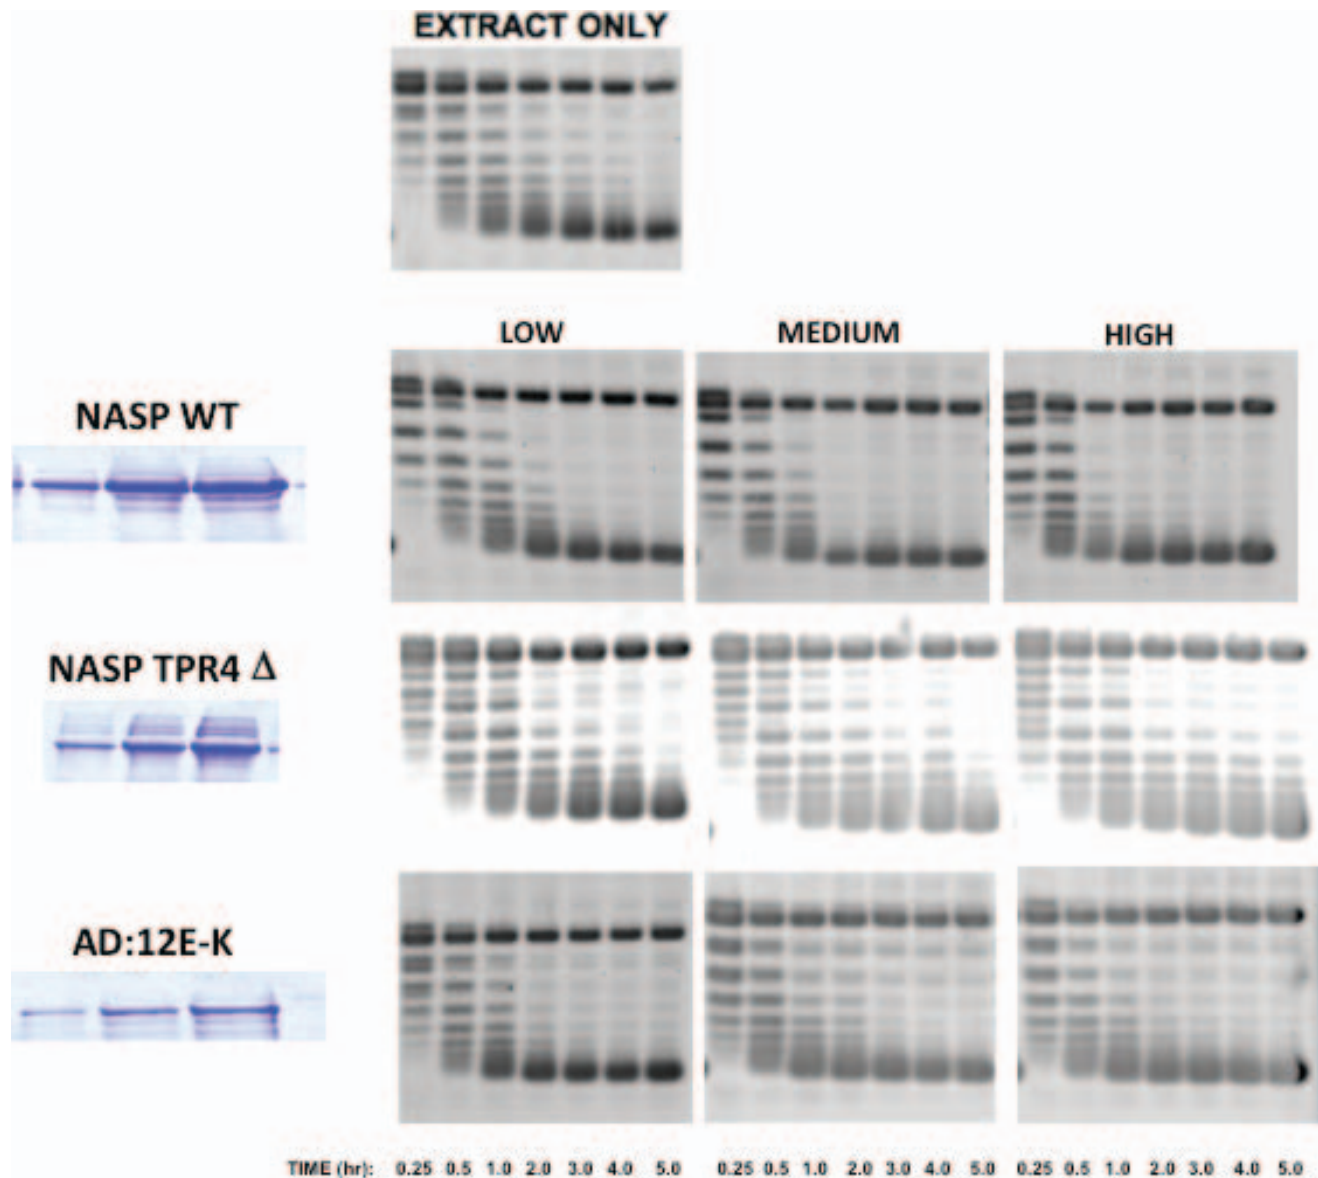 EXTRACT ONLY
LOW MEDIUM HIGH
NASP WT
NASP TPR4 Δ
AD:12E-K
TIME (hr): 0.25 0.5 1.0 2.0 3.0 4.0 5.0 0.25 0.5 1.0 2.0 3.0 4.0 5.0 0.25 0.5 1.0 2.0 3.0 4.0 5.0